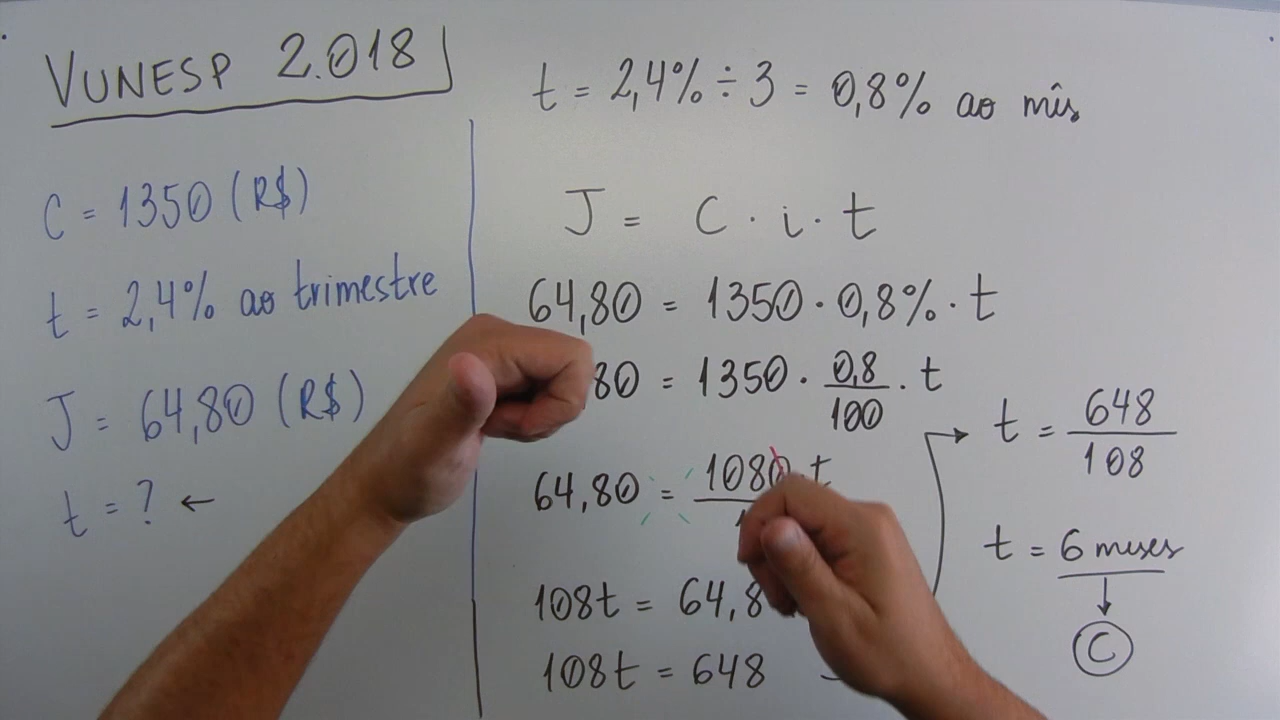 VUNESP 2.018
C = 1350 (R$)
t = 2,4% ao trimestre
J = 64,80 (R$)
t = ? ←
t = 2,4% ÷ 3 = 0,8% ao mês
J = C · i · t
64,80 = 1350 · 0,8% · t
80 = 1350 · 0,8/100 · t
64,80 = 1080 t
108t = 64,8
108t = 648
t = 648/108
t = 6 meses
C